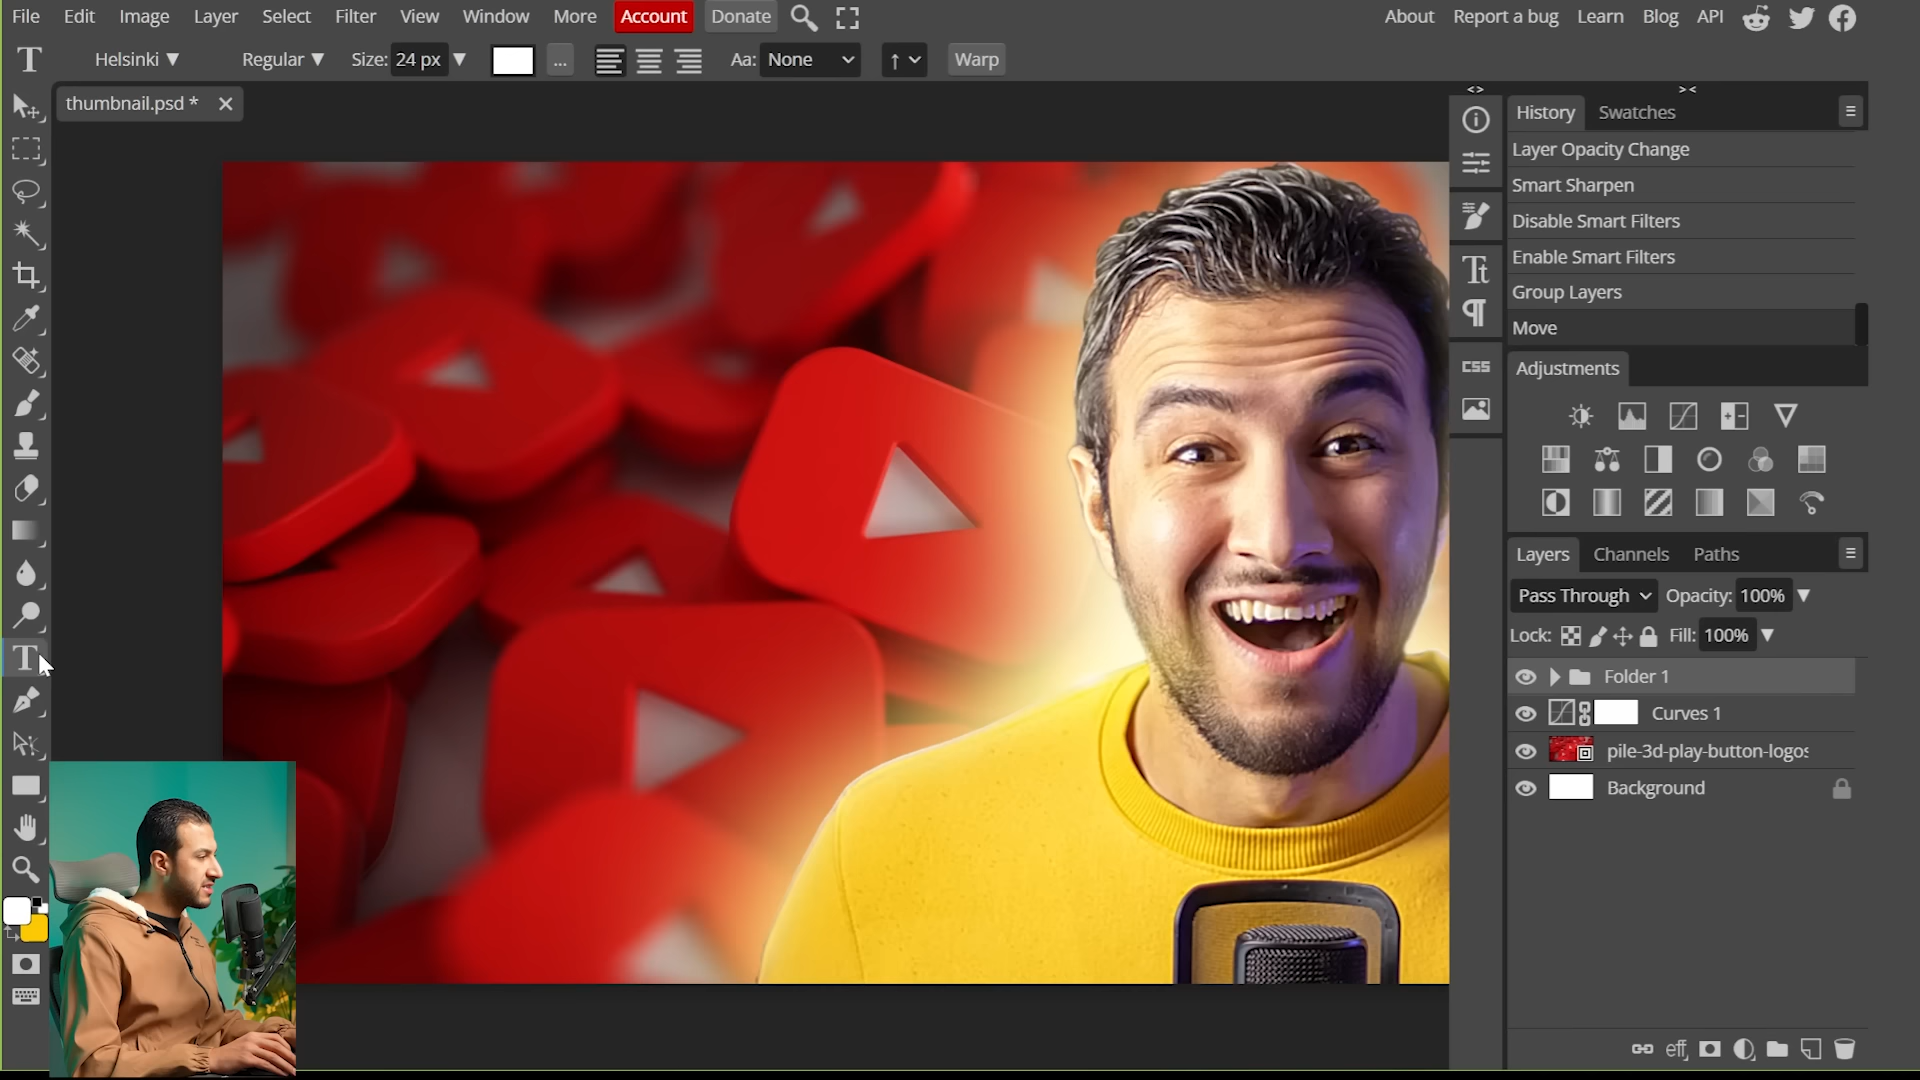 File Edit Image Layer Select Filter View Window More Account Donate About Report a bug Learn Blog API
T Helsinki ▼ Regular ▼ Size: 24 px ▼ ... Aa: None ↑ Warp
thumbnail.psd *
History Swatches
Layer Opacity Change
Smart Sharpen
Disable Smart Filters
Enable Smart Filters
Group Layers
Move
Tt
¶
CSS
Adjustments
Layers Channels Paths
Pass Through Opacity: 100% ▼
Lock: Fill: 100% ▼
T
Folder 1
Curves 1
pile-3d-play-button-logos
Background
eff